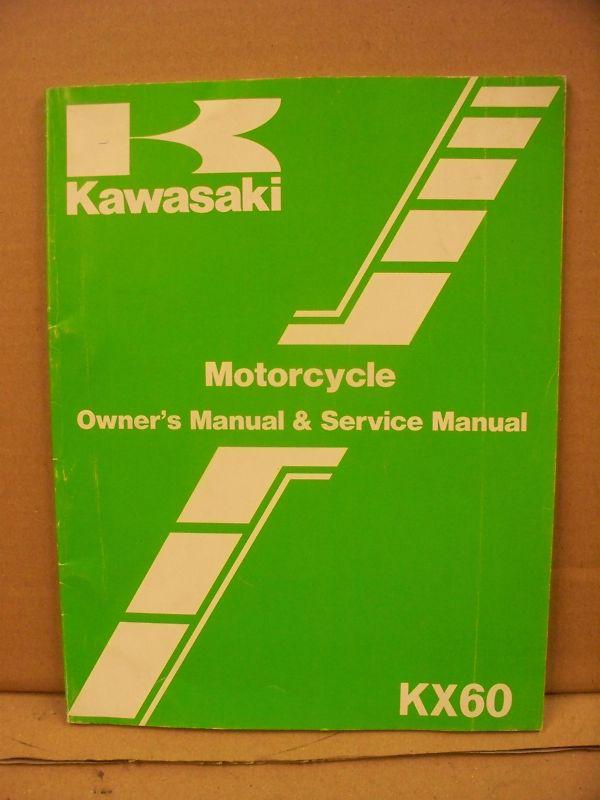 Kawasaki
Motorcycle
Owner's Manual & Service Manual
KX60